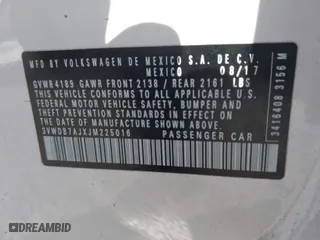 MFD BY VOLKSWAGEN DE MEXICO S.A. DE C.V.
MEXICO 08/17
GVWR 4189 GAWR FRONT 2138 / REAR 2161 LBS
THIS VEHICLE CONFORMS TO ALL APPLICABLE
FEDERAL MOTOR VEHICLE SAFETY, BUMPER AND
THEFT PREVENTION STANDARDS IN EFFECT ON
THE DATE OF MANUFACTURE SHOWN ABOVE.
3VWDB7AJXJM225016 PASSENGER CAR
3416408 3156 M
AUTOBIDMASTER